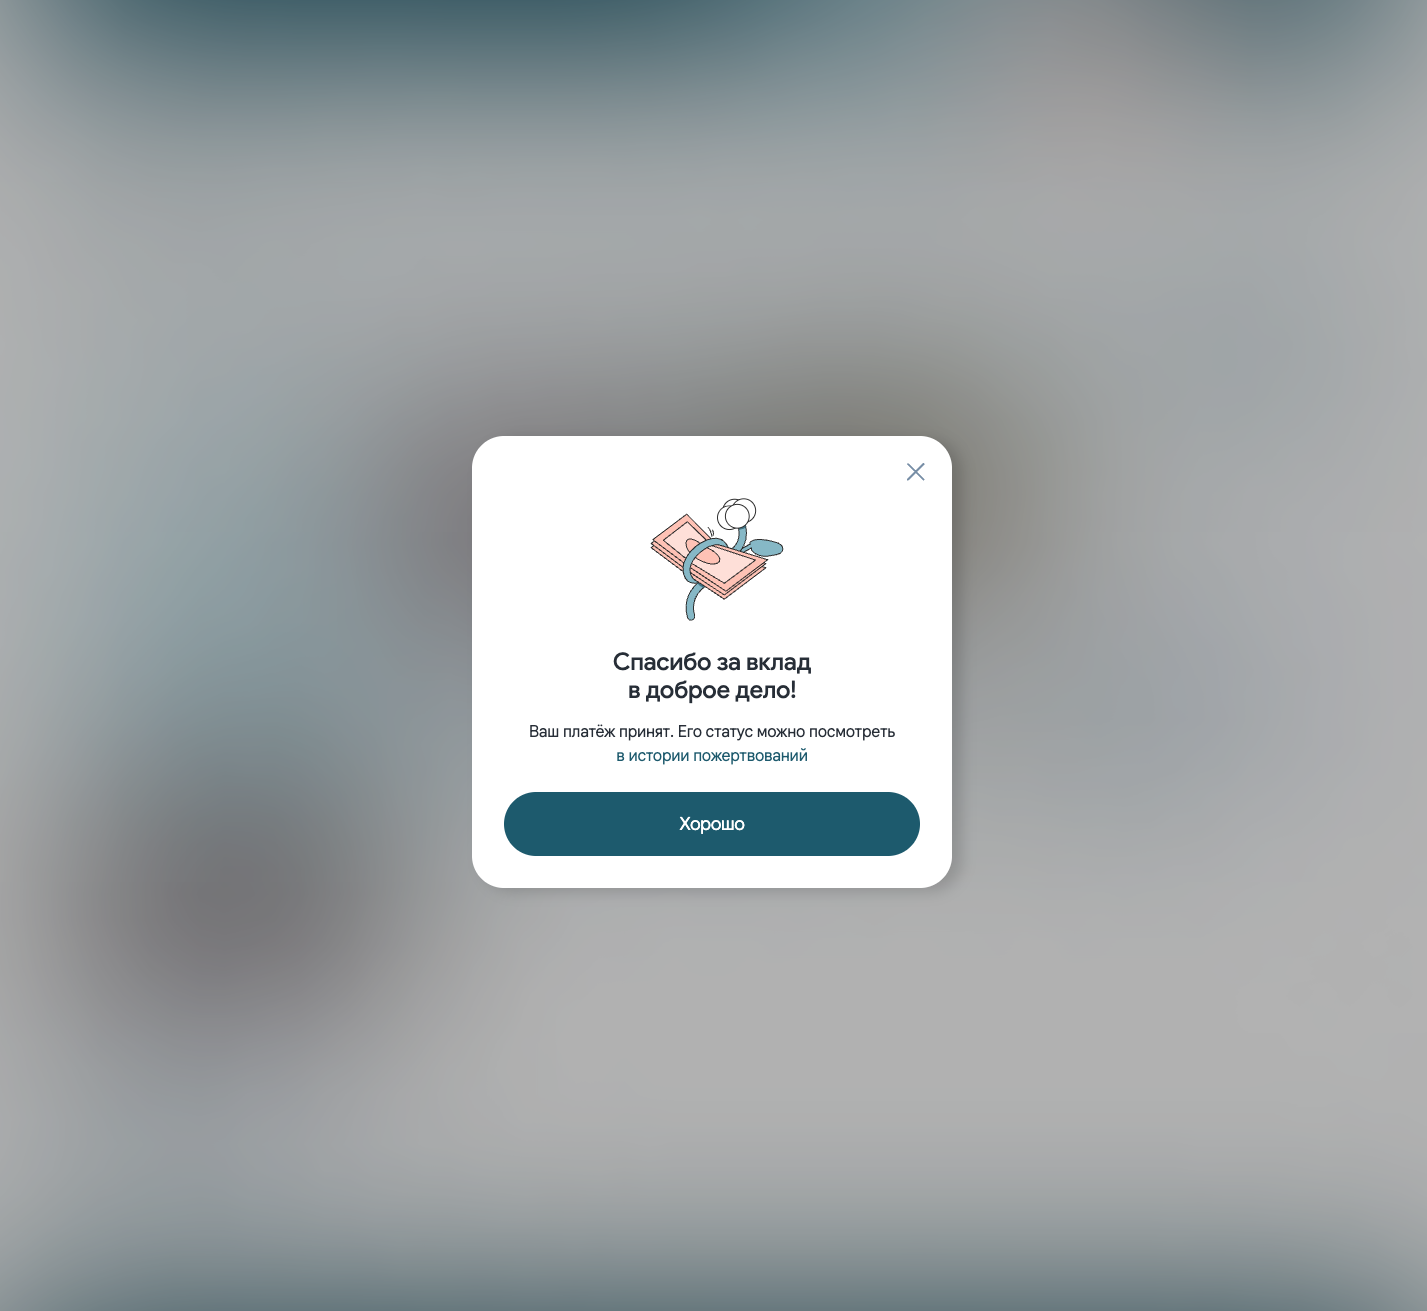 Спасибо за вклад
в доброе дело!
Ваш платёж принят. Его статус можно посмотреть
в истории пожертвований
Хорошо